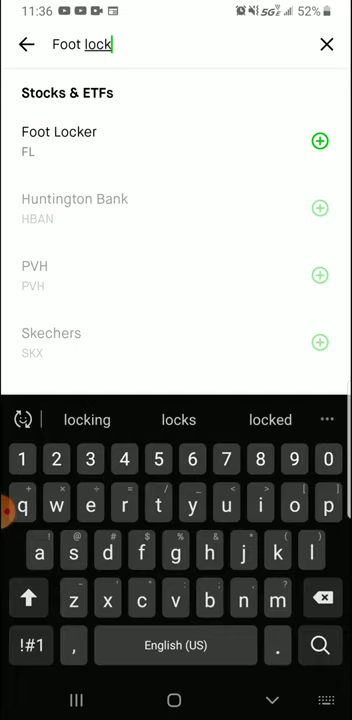 11:36 5G 52%
Foot lock
Stocks & ETFs
Foot Locker
FL
Huntington Bank
HBAN
PVH
PVH
Skechers
SKX
locking locks locked
1 2 3 4 5 6 7 8 9 0
+ × ÷ = / _ < > [ ]
q w e r t y u i o p
! @ # $ % ^ & * ( )
a s d f g h j k l
- ' " : ; , ?
z x c v b n m
!#1 , English (US) .